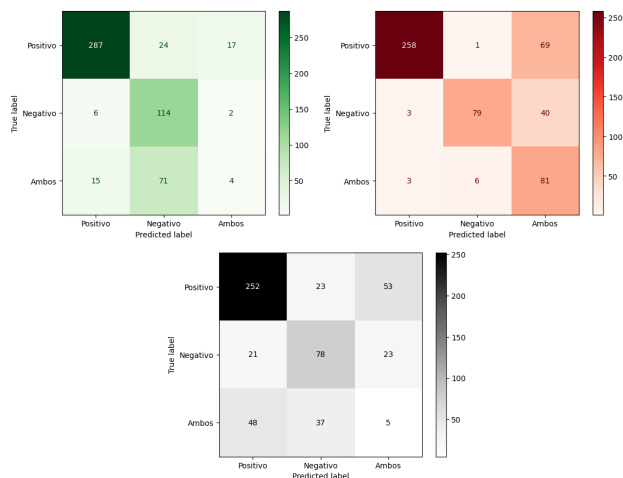 Positivo 287 24 17
Negativo 6 114 2
Ambos 15 71 4
Positivo Negativo Ambos
Predicted label
True label
250
200
150
100
50
Positivo 258 1 69
Negativo 3 79 40
Ambos 3 6 81
Positivo Negativo Ambos
Predicted label
True label
250
200
150
100
50
Positivo 252 23 53
Negativo 21 78 23
Ambos 48 37 5
Positivo Negativo Ambos
Predicted label
True label
250
200
150
100
50